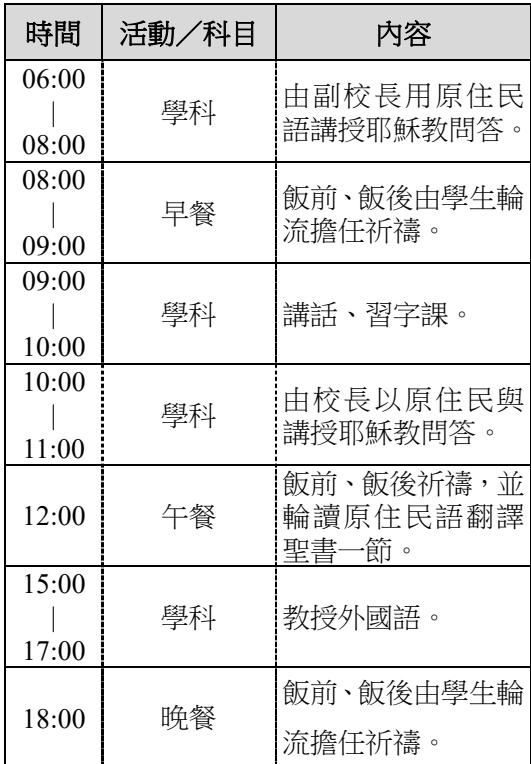 時間 活動／科目 內容
06:00
｜
08:00
學科
由副校長用原住民
語講授耶穌教問答。
08:00
｜
09:00
早餐
飯前、飯後由學生輪
流擔任祈禱。
09:00
｜
10:00
學科
講話、習字課。
10:00
｜
11:00
學科
由校長以原住民與
講授耶穌教問答。
12:00
午餐
飯前、飯後祈禱，並
輪讀原住民語翻譯
聖書一節。
15:00
｜
17:00
學科
教授外國語。
18:00
晚餐
飯前、飯後由學生輪
流擔任祈禱。